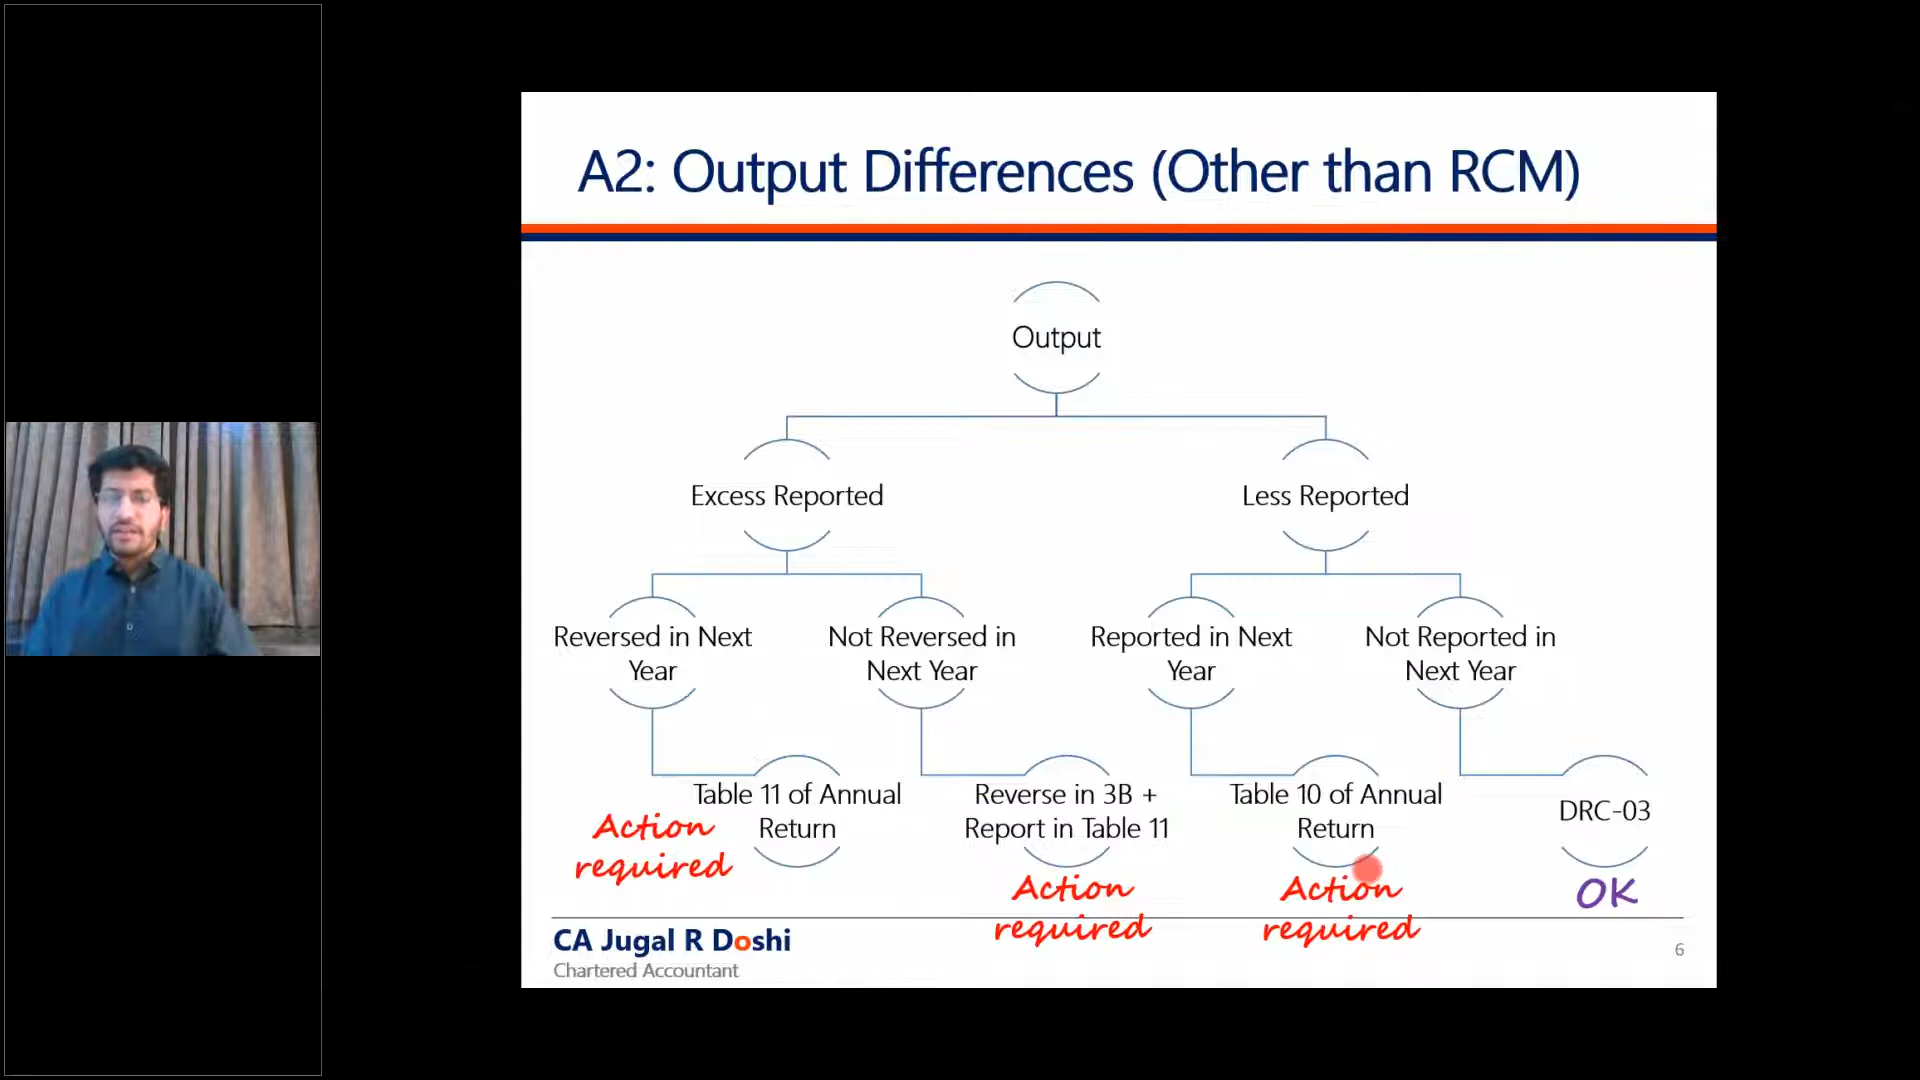 A2: Output Differences (Other than RCM)
Output
Excess Reported
Less Reported
Reversed in Next
Year
Not Reversed in
Next Year
Reported in Next
Year
Not Reported in
Next Year
Table 11 of Annual
Return
Reverse in 3B +
Report in Table 11
Table 10 of Annual
Return
DRC-03
Action
required
Action
required
Action
required
OK
CA Jugal R Doshi
Chartered Accountant
6